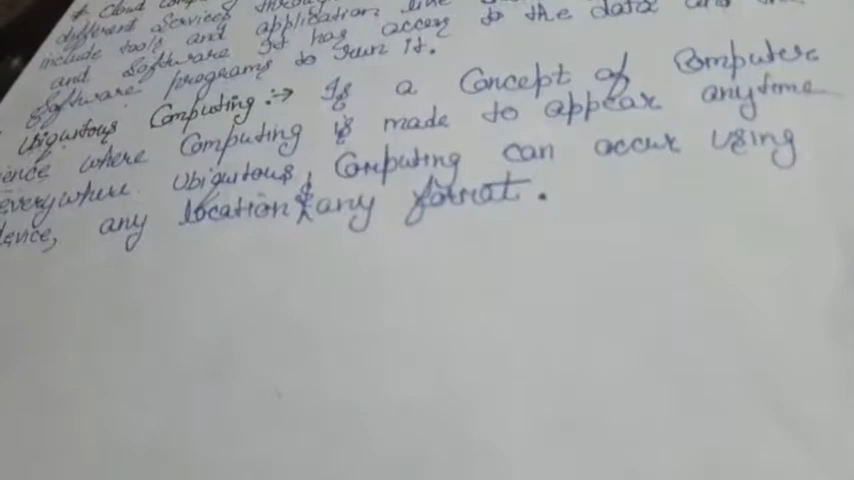 * Cloud
different services through
include tools and application like
and software It has access to the data and
software programs to run it.
Ubiquitous Computing :→ Is a Concept of Computer
ence where Computing is made to appear anytime
everywhere. Ubiquitous Computing can occur using
device, any location & any format.